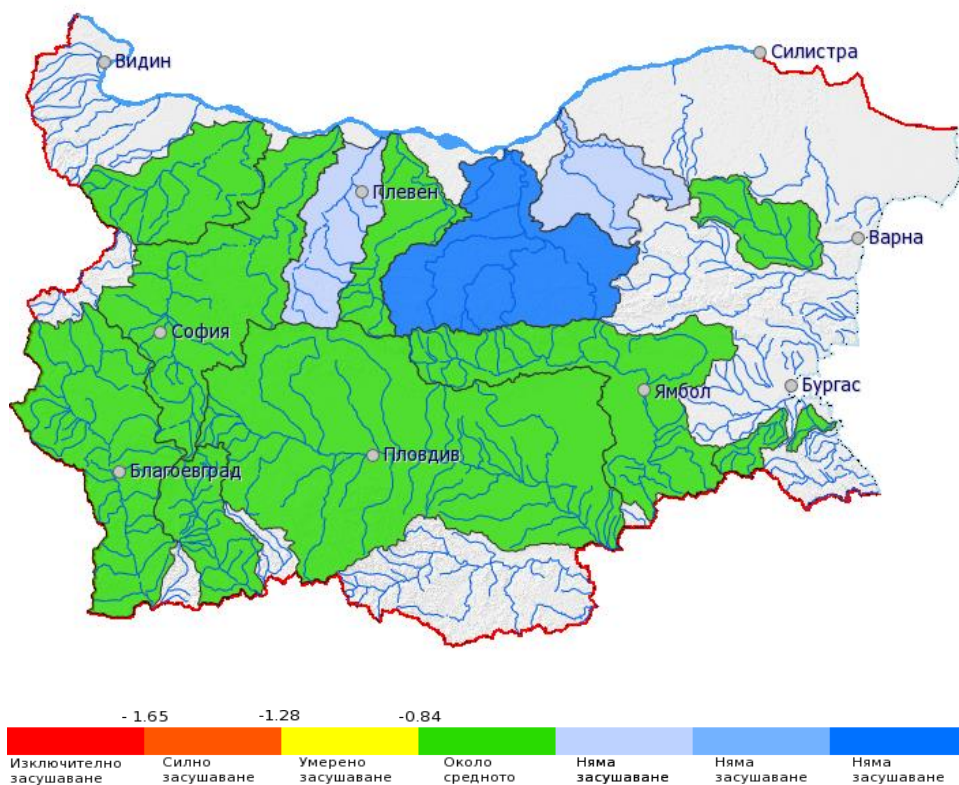 Видин
Силистра
Плевен
Варна
София
Ямбол
Бургас
Пловдив
Благоевград
- 1.65
-1.28
-0.84
Изключително засушаване
Силно засушаване
Умерено засушаване
Около средното
Няма засушаване
Няма засушаване
Няма засушаване